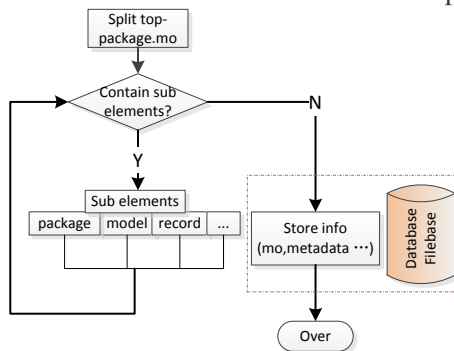 Split top-
package.mo
Contain sub
elements?
N
Y
Sub elements
package model record ...
Store info
(mo,metadata ⋯)
Database
Filebase
Over